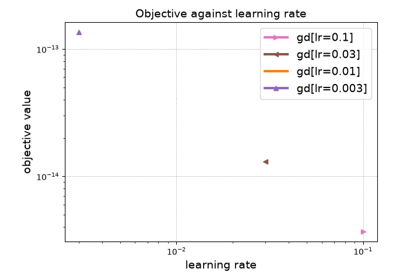 Objective against learning rate
objective value
10⁻¹³
10⁻¹⁴
gd[lr=0.1]
gd[lr=0.03]
gd[lr=0.01]
gd[lr=0.003]
10⁻²
10⁻¹
learning rate